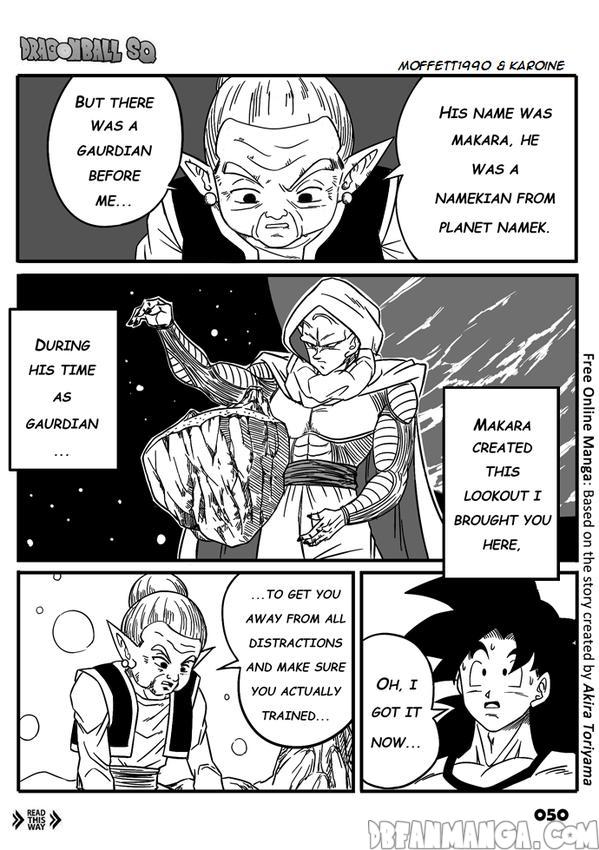 DRAGONBALL SQ
MOFFETT1990 & KAROINE
BUT THERE
WAS A
GAURDIAN
BEFORE
ME...
HIS NAME WAS
MAKARA, HE
WAS A
NAMEKIAN FROM
PLANET NAMEK.
DURING
HIS TIME
AS
GAURDIAN
...
MAKARA
CREATED
THIS
LOOKOUT I
BROUGHT YOU
HERE,
...TO GET YOU
AWAY FROM ALL
DISTRACTIONS
AND MAKE SURE
YOU ACTUALLY
TRAINED...
OH, I
GOT IT
NOW...
Free Online Manga: Based on the story created by Akira Toriyama
READ
THIS
WAY
050
DBFANMANGA.COM